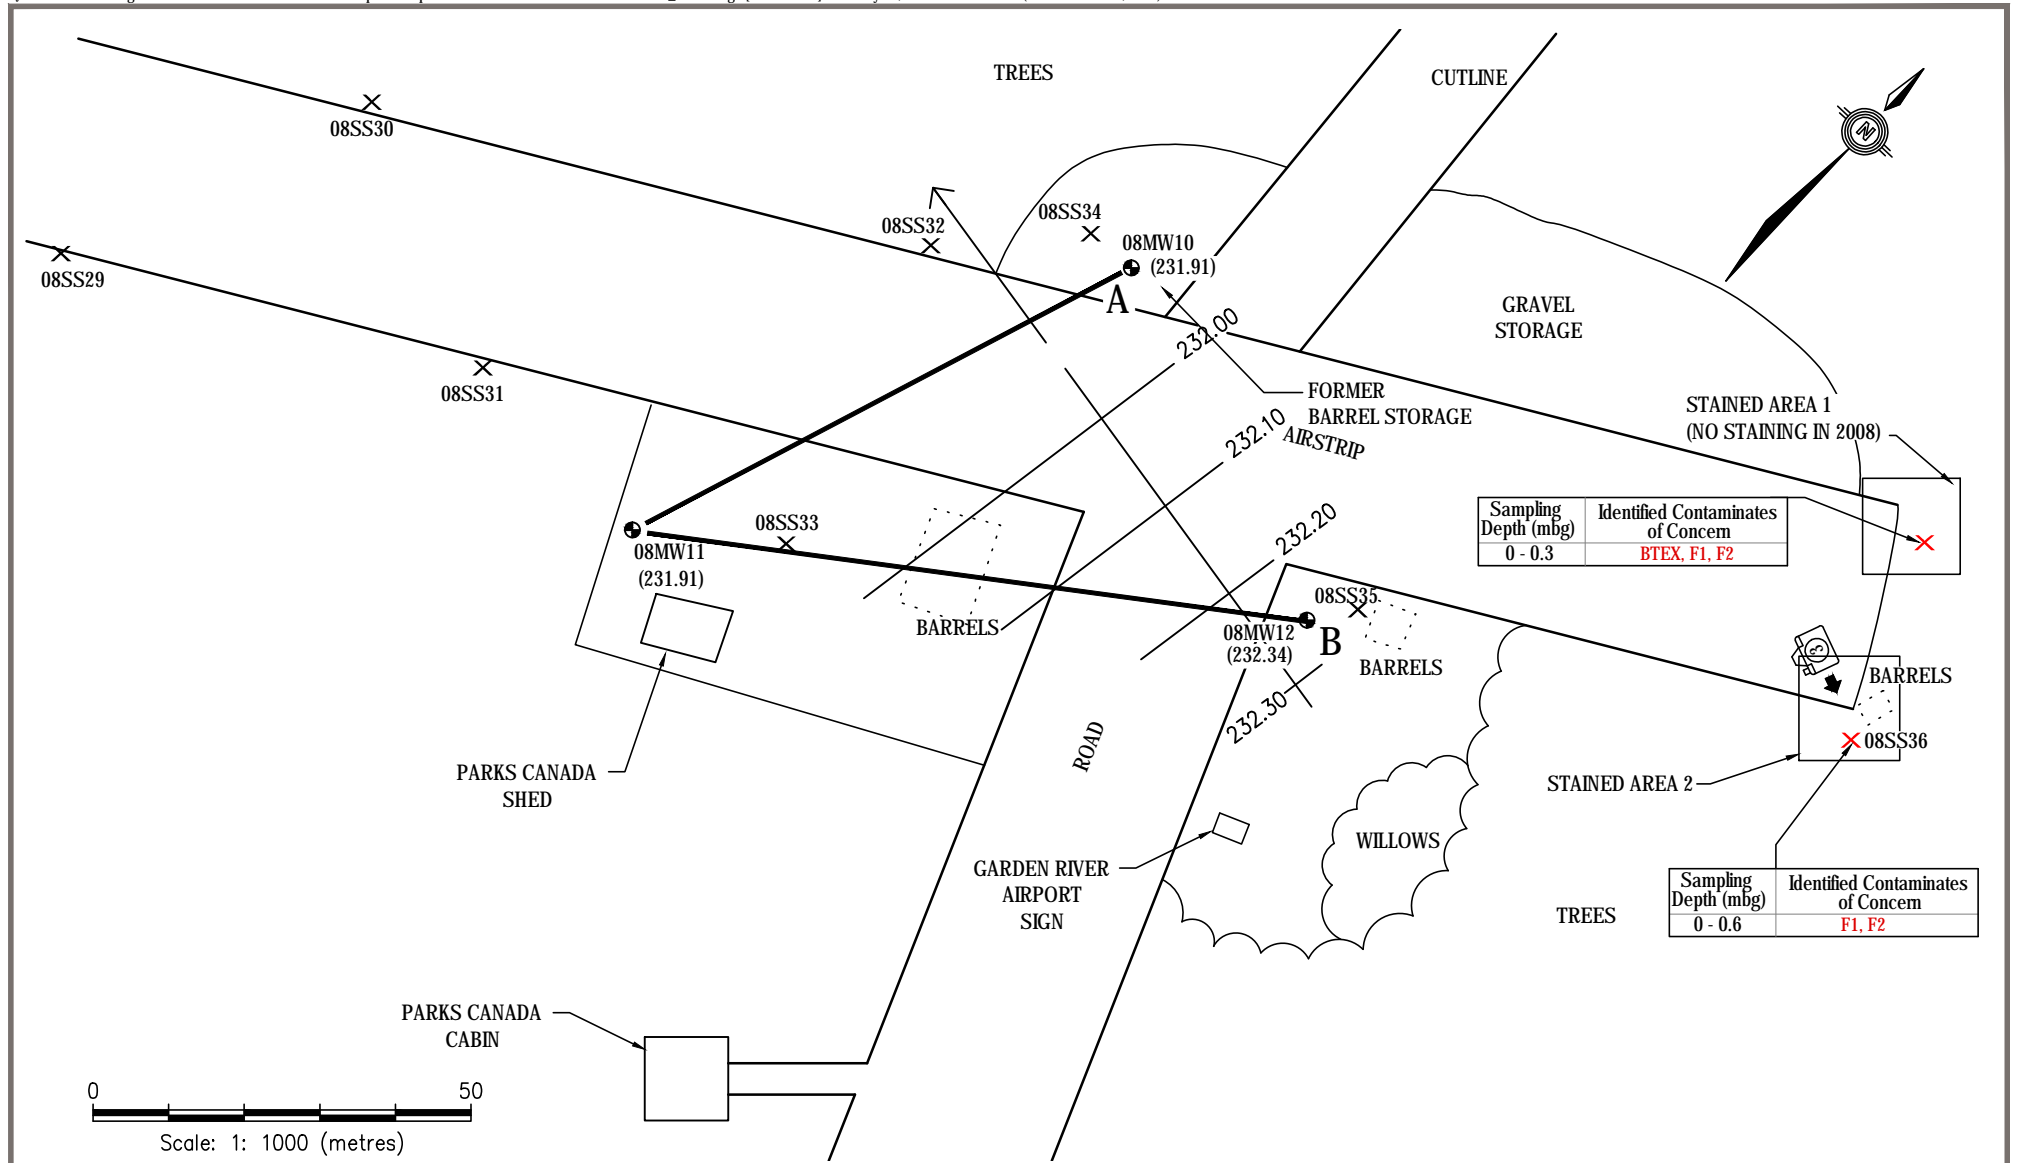 TREES
CUTLINE
N
08SS30
08SS34
08SS32
08MW10
(231.91)
08SS29
A
GRAVEL
STORAGE
232.00
08SS31
FORMER
BARREL STORAGE
232.10
AIRSTRIP
STAINED AREA 1
(NO STAINING IN 2008)
Sampling
Depth (mbg)
Identified Contaminates
of Concern
0 - 0.3
BTEX, F1, F2
08SS33
232.20
08MW11
(231.91)
08SS35
BARRELS
08MW12
(232.34)
B
BARRELS
3
BARRELS
232.30
08SS36
ROAD
PARKS CANADA
SHED
STAINED AREA 2
WILLOWS
GARDEN RIVER
AIRPORT
SIGN
Sampling
Depth (mbg)
Identified Contaminates
of Concern
0 - 0.6
F1, F2
TREES
PARKS CANADA
CABIN
0 50
Scale: 1: 1000 (metres)